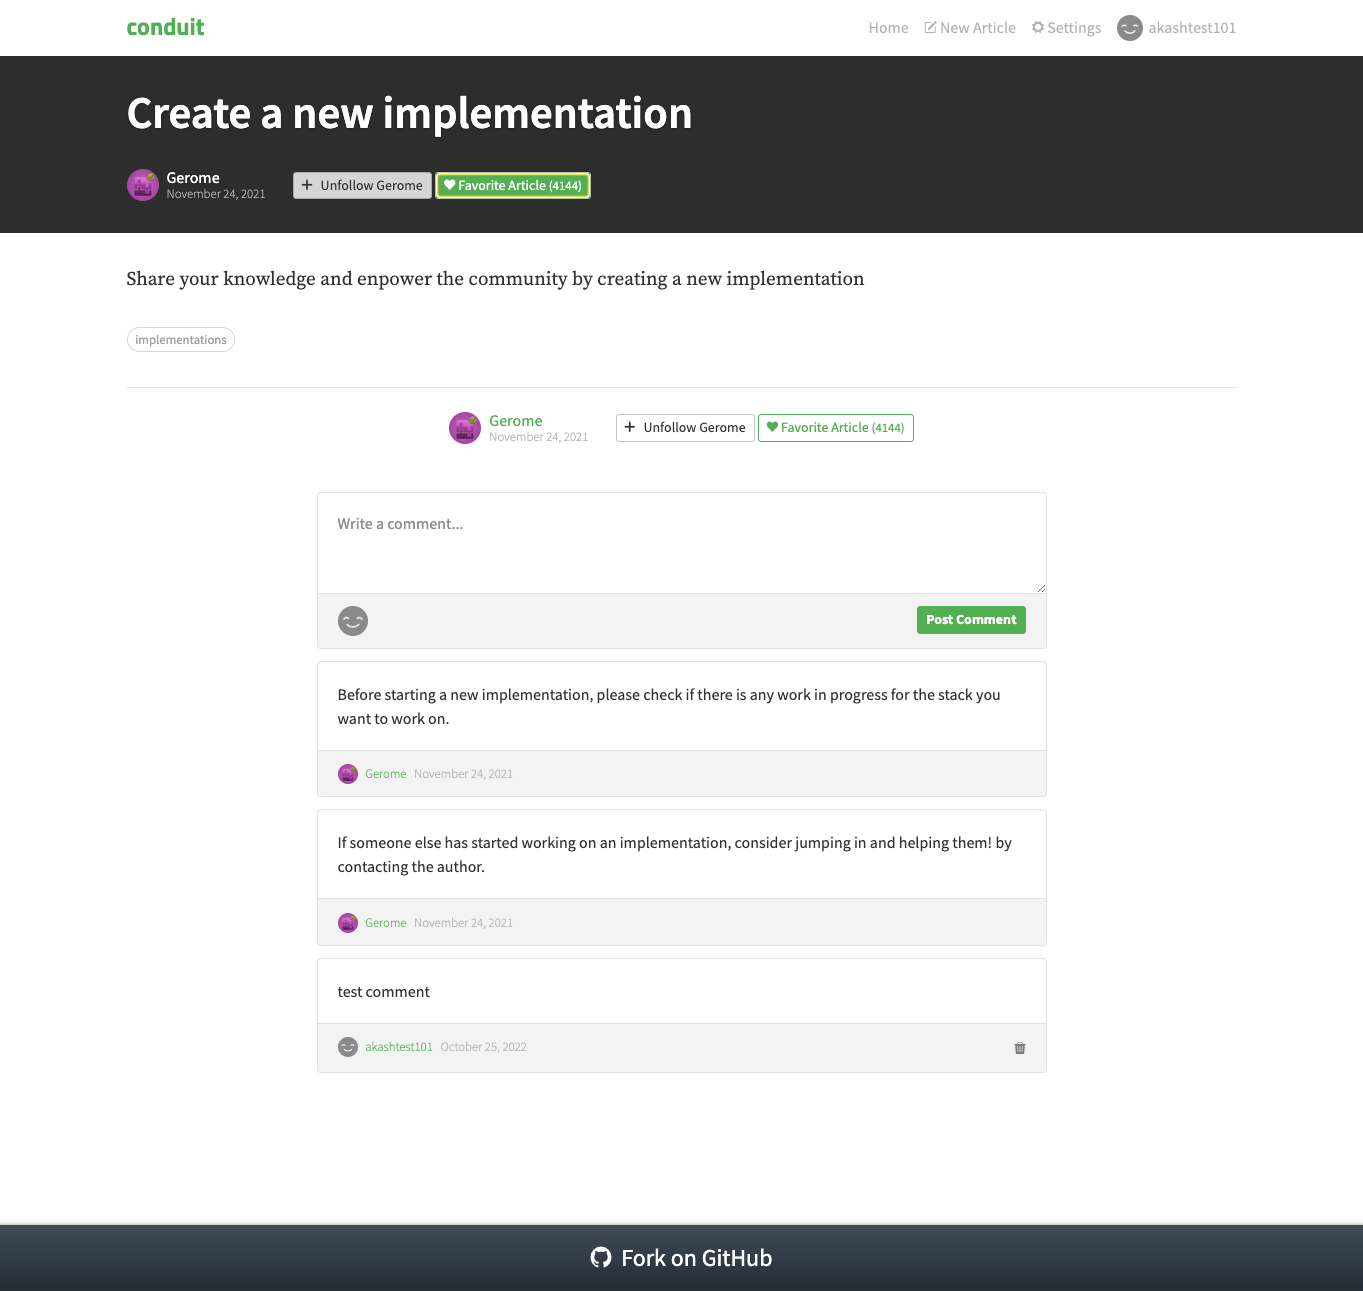 conduit
Home New Article Settings akashtest101
Create a new implementation
Gerome
November 24, 2021
Unfollow Gerome
Favorite Article (4144)
Share your knowledge and enpower the community by creating a new implementation
implementations
Gerome
November 24, 2021
Unfollow Gerome
Favorite Article (4144)
Write a comment...
Post Comment
Before starting a new implementation, please check if there is any work in progress for the stack you
want to work on.
Gerome November 24, 2021
If someone else has started working on an implementation, consider jumping in and helping them! by
contacting the author.
Gerome November 24, 2021
test comment
akashtest101 October 25, 2022
Fork on GitHub